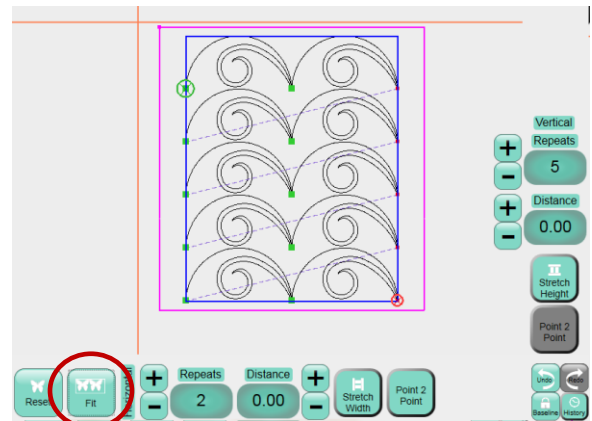 Vertical
Repeats
+
5
−
Distance
+
0.00
−
Stretch
Height
Point 2
Point
Reset
Fit
Horizontal
+
−
Repeats
2
Distance
0.00
+
−
Stretch
Width
Point 2
Point
Undo
Redo
Baseline
History